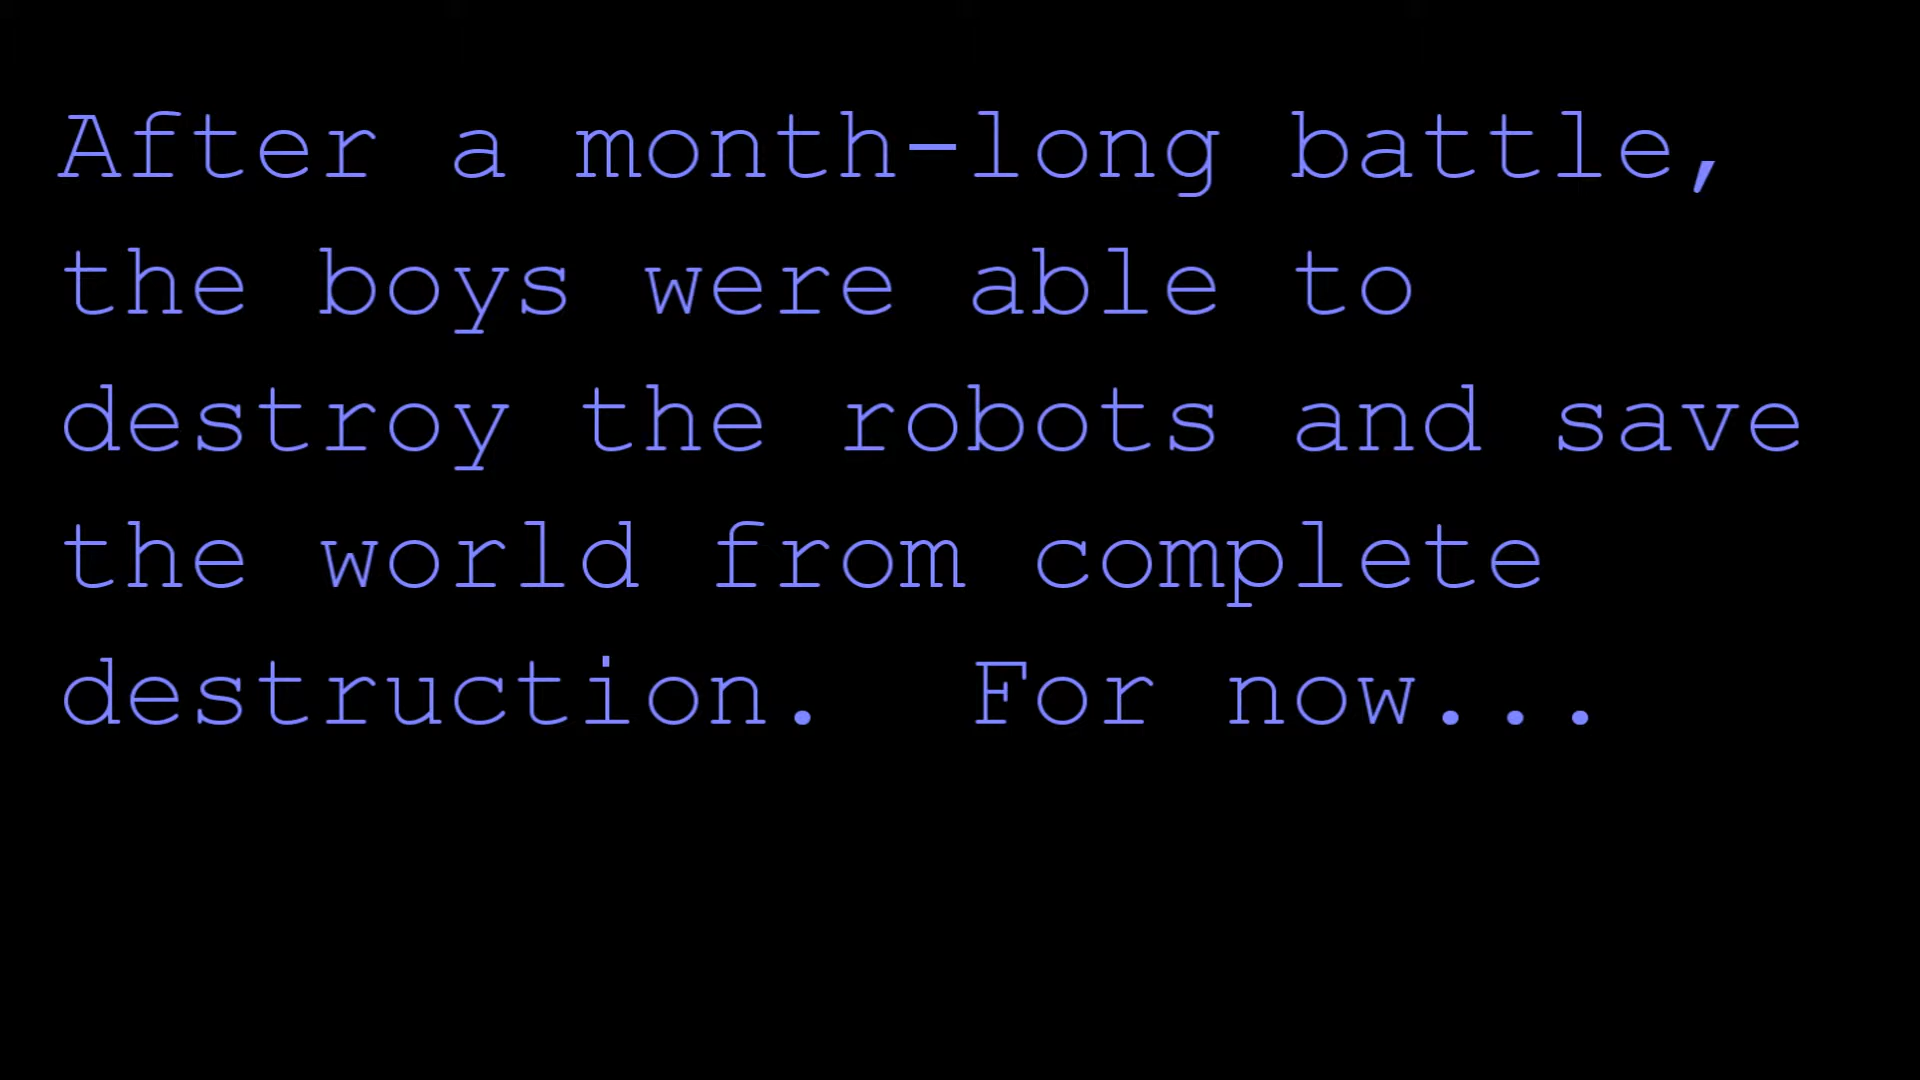 After a month-long battle,
the boys were able to
destroy the robots and save
the world from complete
destruction.  For now...